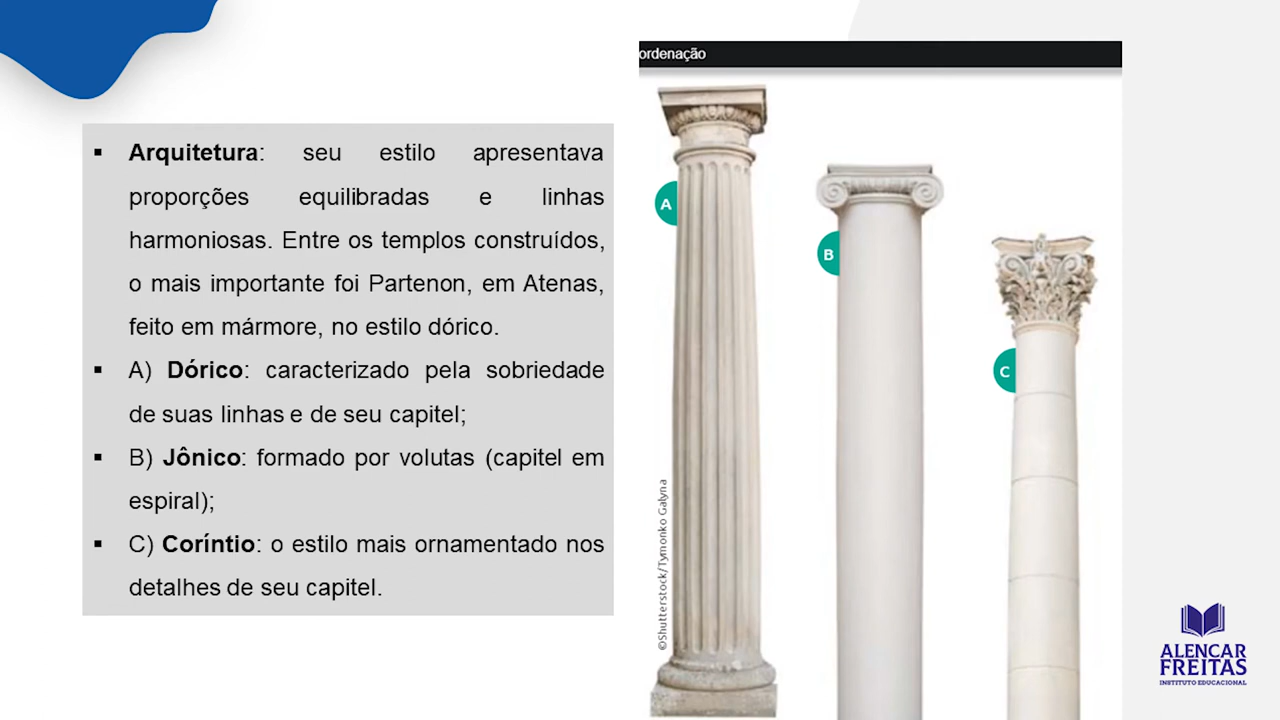 ordenação
▪ Arquitetura: seu estilo apresentava
proporções equilibradas e linhas
harmoniosas. Entre os templos construídos,
o mais importante foi Partenon, em Atenas,
feito em mármore, no estilo dórico.
▪ A) Dórico: caracterizado pela sobriedade
de suas linhas e de seu capitel;
▪ B) Jônico: formado por volutas (capitel em
espiral);
▪ C) Coríntio: o estilo mais ornamentado nos
detalhes de seu capitel.
A
B
C
©Shutterstock/Tymonko Galyna
ALENCAR
FREITAS
INSTITUTO EDUCACIONAL